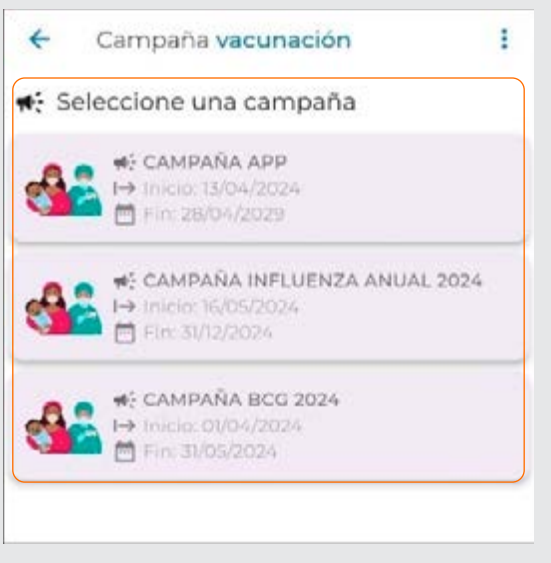 Campaña vacunación
Seleccione una campaña
CAMPAÑA APP
Inicio: 13/04/2024
Fin: 28/04/2029
CAMPAÑA INFLUENZA ANUAL 2024
Inicio: 16/05/2024
Fin: 31/12/2024
CAMPAÑA BCG 2024
Inicio: 01/04/2024
Fin: 31/05/2024